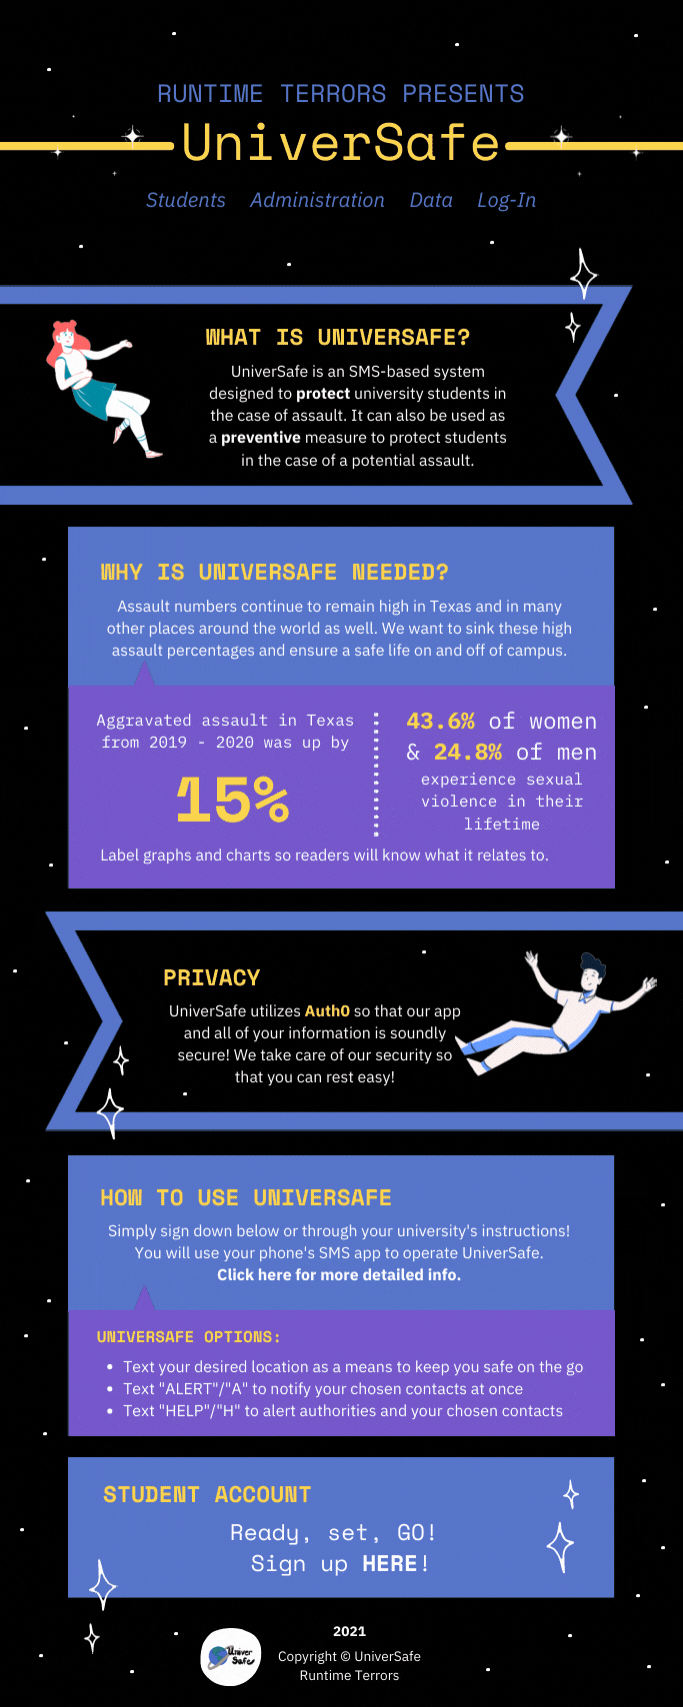 RUNTIME TERRORS PRESENTS
UniverSafe
Students Administration Data Log-In
WHAT IS UNIVERSAFE?
UniverSafe is an SMS-based system
designed to protect university students in
the case of assault. It can also be used as
a preventive measure to protect students
in the case of a potential assault.
WHY IS UNIVERSAFE NEEDED?
Assault numbers continue to remain high in Texas and in many
other places around the world as well. We want to sink these high
assault percentages and ensure a safe life on and off of campus.
Aggravated assault in Texas
from 2019 - 2020 was up by
15%
43.6% of women
& 24.8% of men
experience sexual
violence in their
lifetime
Label graphs and charts so readers will know what it relates to.
PRIVACY
UniverSafe utilizes Auth0 so that our app
and all of your information is soundly
secure! We take care of our security so
that you can rest easy!
HOW TO USE UNIVERSAFE
Simply sign down below or through your university's instructions!
You will use your phone's SMS app to operate UniverSafe.
Click here for more detailed info.
UNIVERSAFE OPTIONS:
• Text your desired location as a means to keep you safe on the go
• Text "ALERT"/"A" to notify your chosen contacts at once
• Text "HELP"/"H" to alert authorities and your chosen contacts
STUDENT ACCOUNT
Ready, set, GO!
Sign up HERE!
Univer
Safe
2021
Copyright © UniverSafe
Runtime Terrors